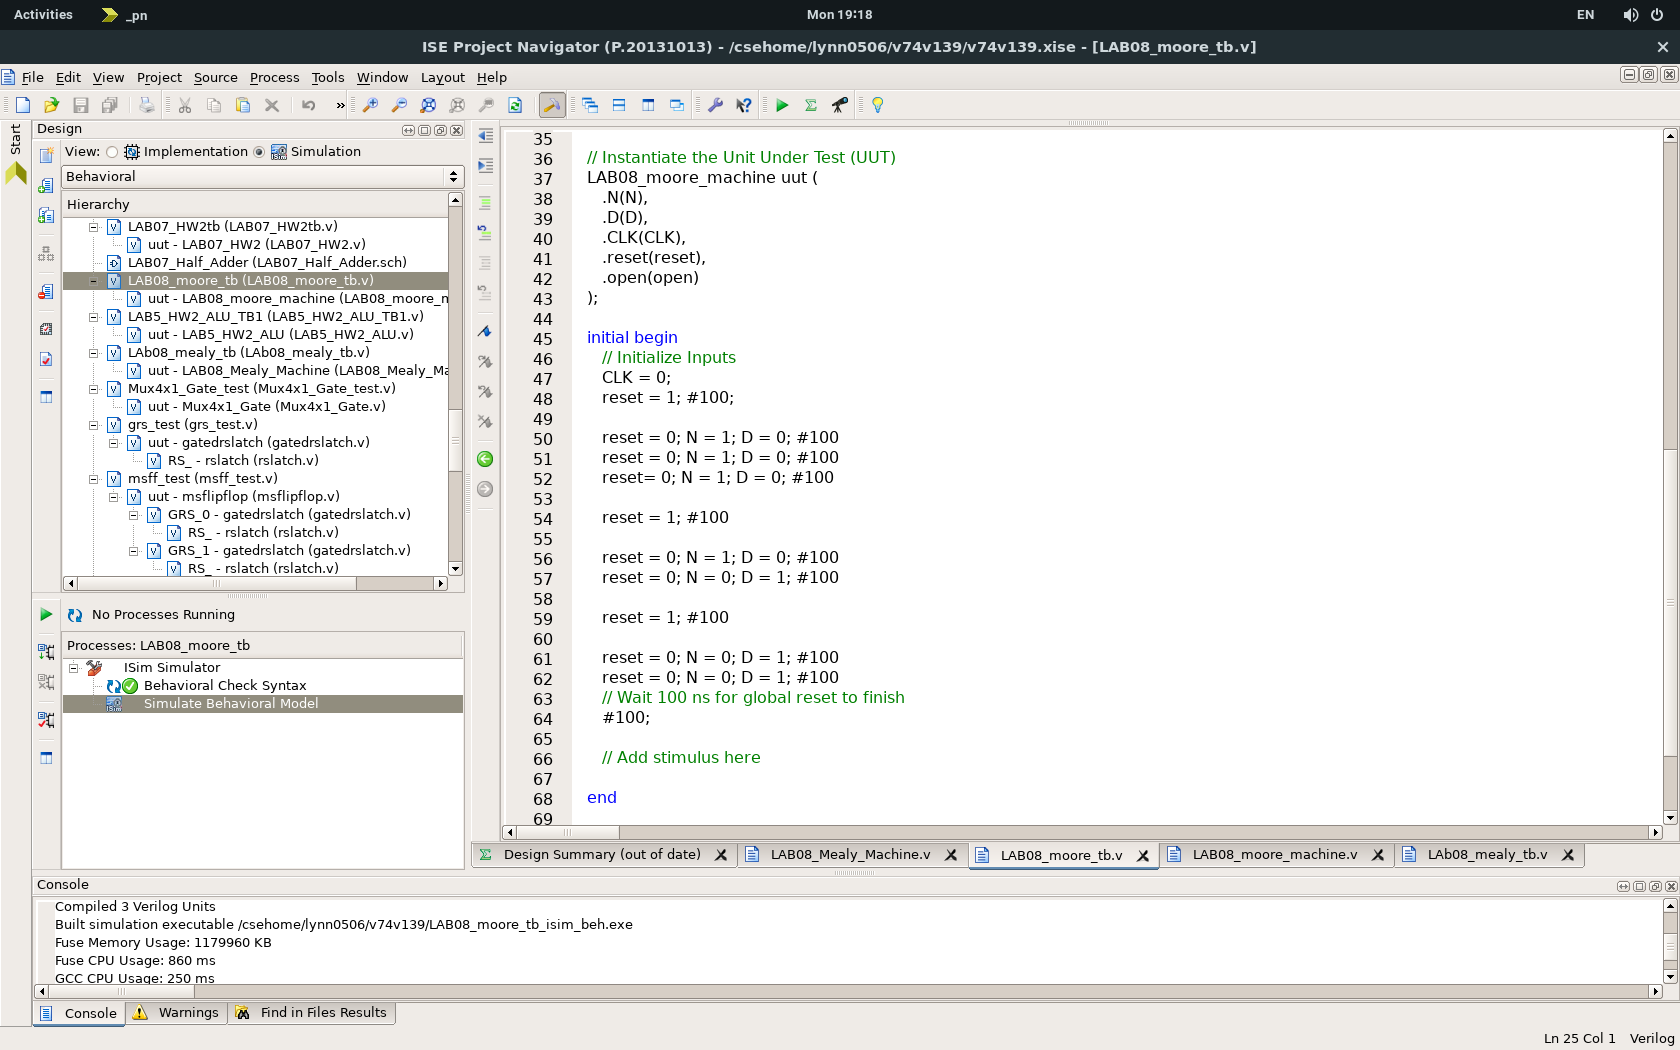 Activities
_pn
Mon 19:18
EN
ISE Project Navigator (P.20131013) - /csehome/lynn0506/v74v139/v74v139.xise - [LAB08_moore_tb.v]
File Edit View Project Source Process Tools Window Layout Help
»
Start
Design
View: Implementation Simulation
Behavioral
Hierarchy
LAB07_HW2tb (LAB07_HW2tb.v)
uut - LAB07_HW2 (LAB07_HW2.v)
LAB07_Half_Adder (LAB07_Half_Adder.sch)
LAB08_moore_tb (LAB08_moore_tb.v)
uut - LAB08_moore_machine (LAB08_moore_m
LAB5_HW2_ALU_TB1 (LAB5_HW2_ALU_TB1.v)
uut - LAB5_HW2_ALU (LAB5_HW2_ALU.v)
LAb08_mealy_tb (LAb08_mealy_tb.v)
uut - LAB08_Mealy_Machine (LAB08_Mealy_Ma
Mux4x1_Gate_test (Mux4x1_Gate_test.v)
uut - Mux4x1_Gate (Mux4x1_Gate.v)
grs_test (grs_test.v)
uut - gatedrslatch (gatedrslatch.v)
RS_ - rslatch (rslatch.v)
msff_test (msff_test.v)
uut - msflipflop (msflipflop.v)
GRS_0 - gatedrslatch (gatedrslatch.v)
RS_ - rslatch (rslatch.v)
GRS_1 - gatedrslatch (gatedrslatch.v)
RS_ - rslatch (rslatch.v)
No Processes Running
Processes: LAB08_moore_tb
ISim Simulator
Behavioral Check Syntax
Simulate Behavioral Model
35
36 // Instantiate the Unit Under Test (UUT)
37 LAB08_moore_machine uut (
38 .N(N),
39 .D(D),
40 .CLK(CLK),
41 .reset(reset),
42 .open(open)
43 );
44
45 initial begin
46 // Initialize Inputs
47 CLK = 0;
48 reset = 1; #100;
49
50 reset = 0; N = 1; D = 0; #100
51 reset = 0; N = 1; D = 0; #100
52 reset= 0; N = 1; D = 0; #100
53
54 reset = 1; #100
55
56 reset = 0; N = 1; D = 0; #100
57 reset = 0; N = 0; D = 1; #100
58
59 reset = 1; #100
60
61 reset = 0; N = 0; D = 1; #100
62 reset = 0; N = 0; D = 1; #100
63 // Wait 100 ns for global reset to finish
64 #100;
65
66 // Add stimulus here
67
68 end
69
Design Summary (out of date)
LAB08_Mealy_Machine.v
LAB08_moore_tb.v
LAB08_moore_machine.v
LAb08_mealy_tb.v
Console
Compiled 3 Verilog Units
Built simulation executable /csehome/lynn0506/v74v139/LAB08_moore_tb_isim_beh.exe
Fuse Memory Usage: 1179960 KB
Fuse CPU Usage: 860 ms
GCC CPU Usage: 250 ms
Console
Warnings
Find in Files Results
Ln 25 Col 1 Verilog